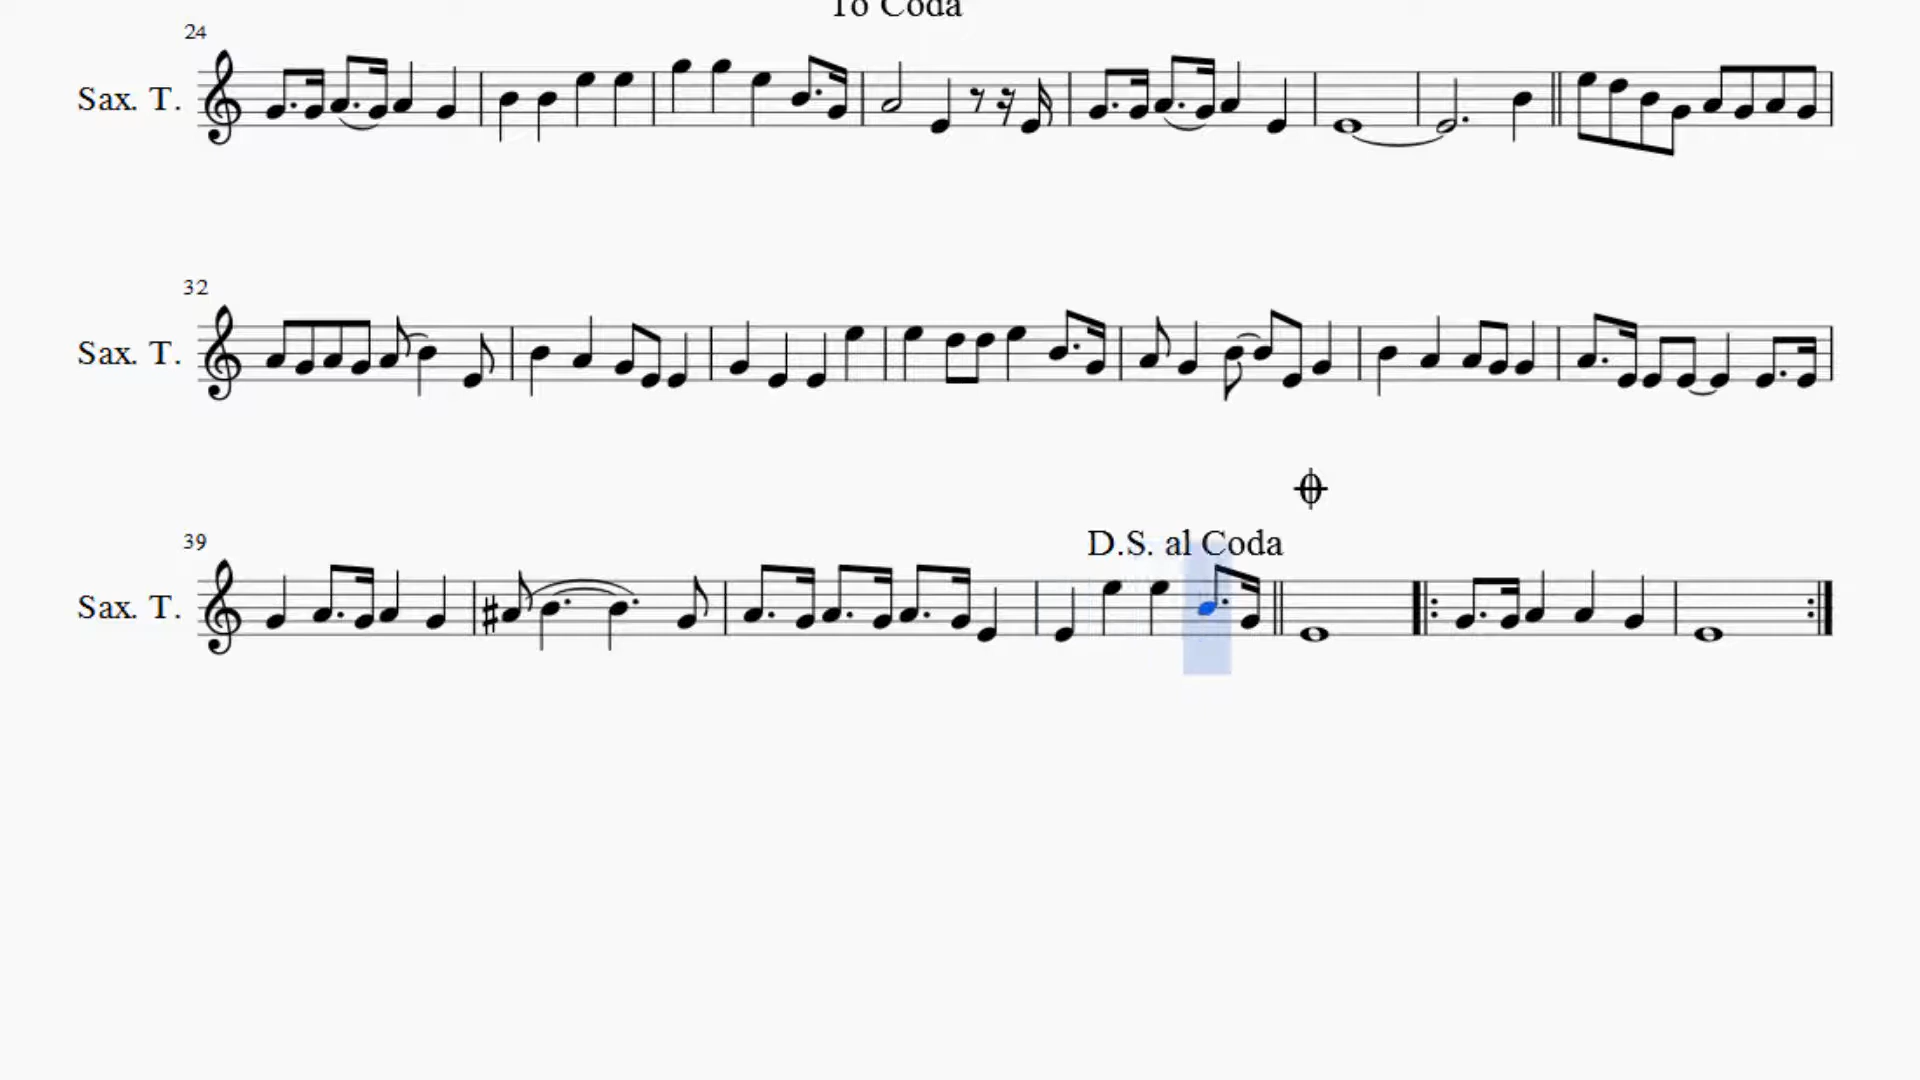 To Coda
24
Sax. T.
32
Sax. T.
D.S. al Coda
39
Sax. T.